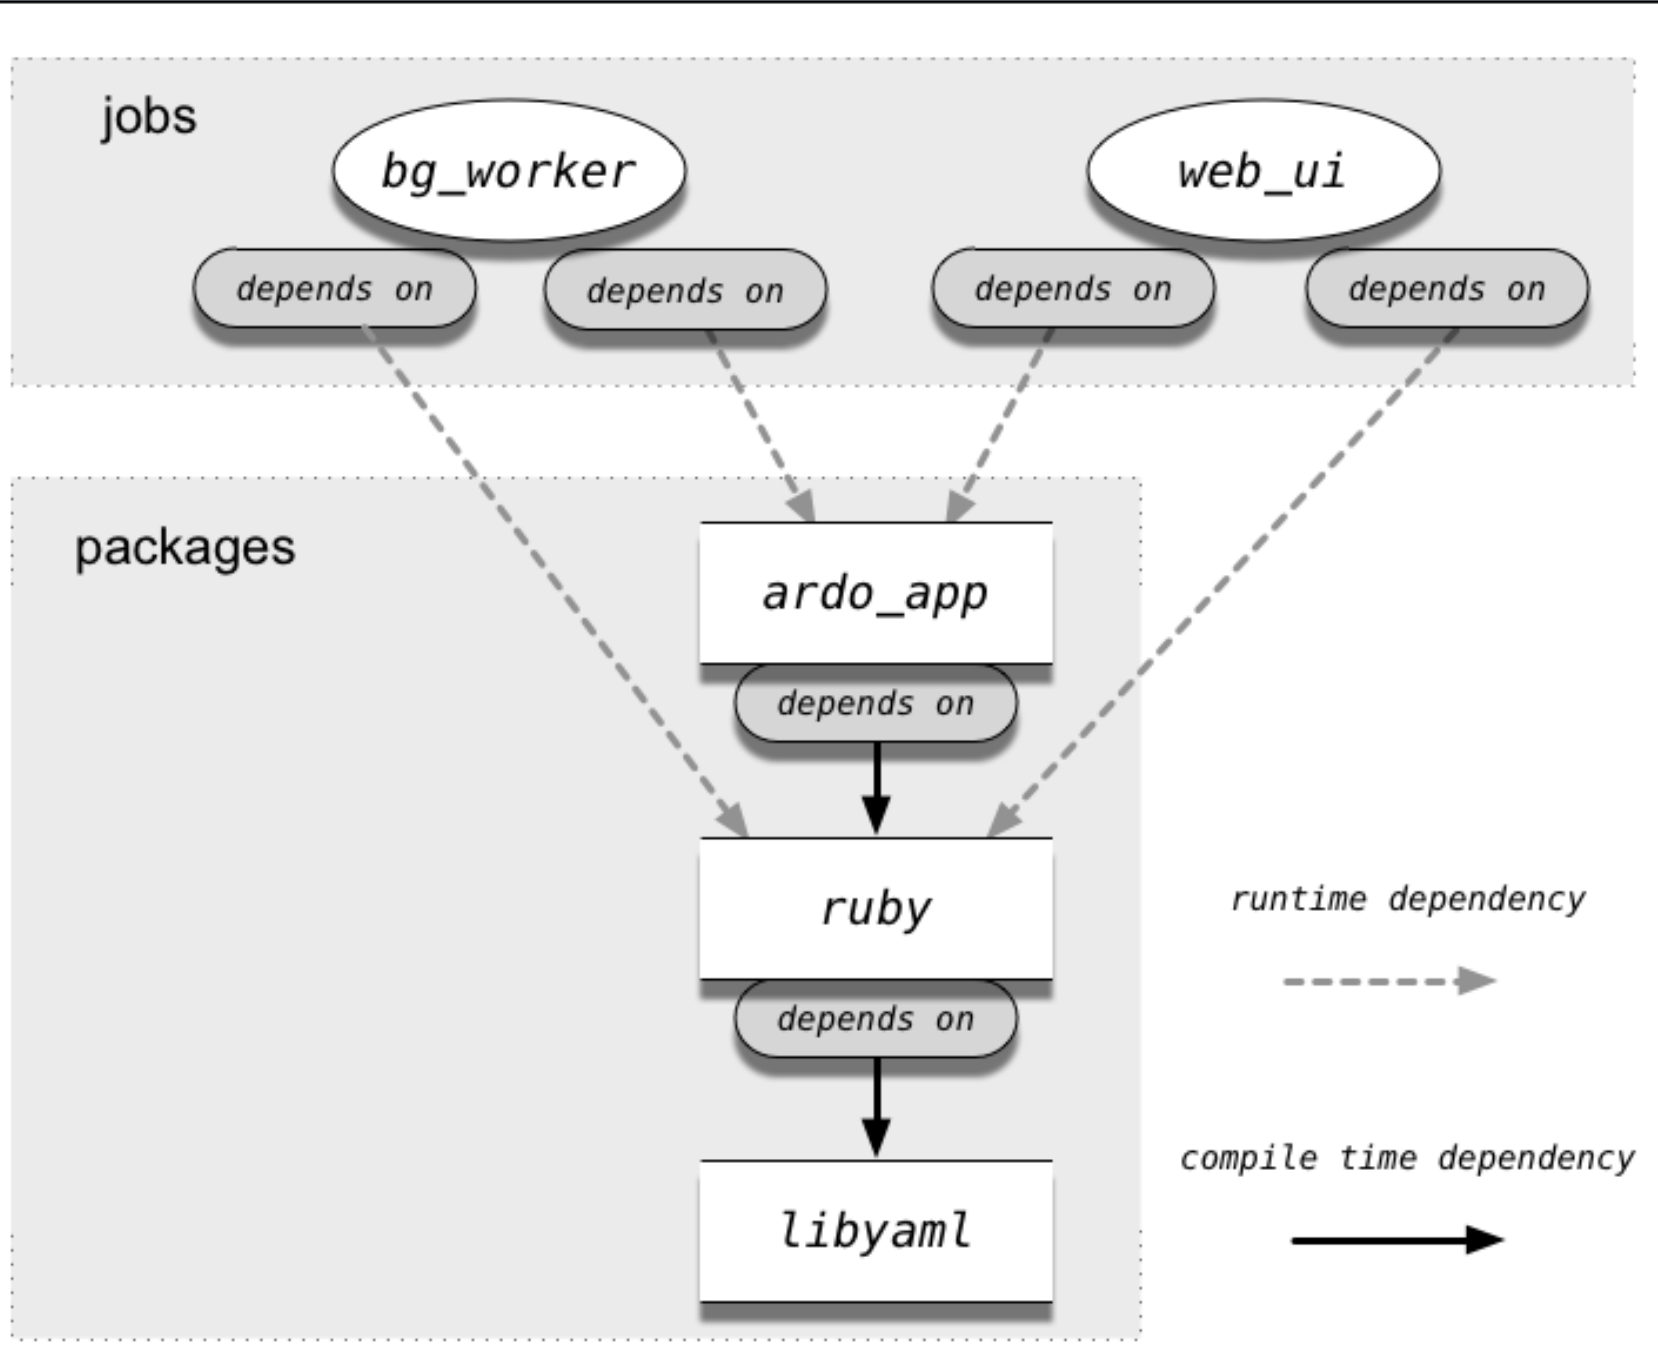 jobs
bg_worker
web_ui
depends on
depends on
depends on
depends on
packages
ardo_app
depends on
ruby
runtime dependency
depends on
compile time dependency
libyaml